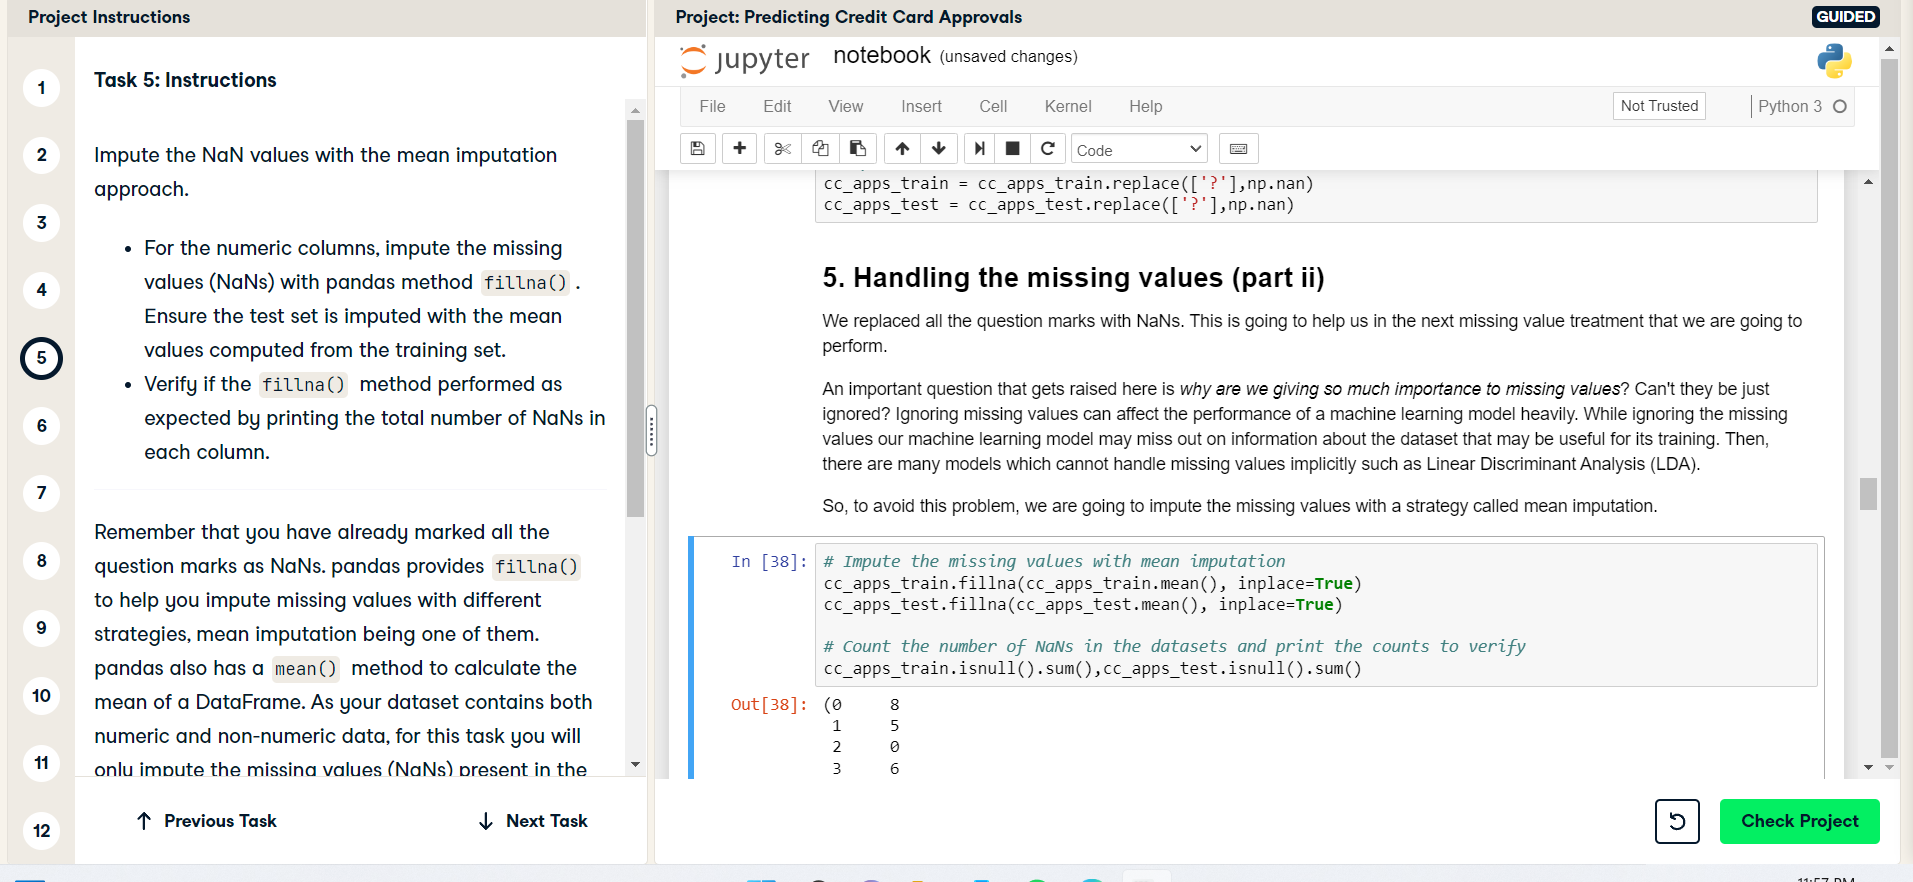 Project Instructions
Project: Predicting Credit Card Approvals
GUIDED
1
2
3
4
5
6
7
8
9
10
11
12
Task 5: Instructions
Impute the NaN values with the mean imputation
approach.
• For the numeric columns, impute the missing
values (NaNs) with pandas method fillna() .
Ensure the test set is imputed with the mean
values computed from the training set.
• Verify if the fillna() method performed as
expected by printing the total number of NaNs in
each column.
Remember that you have already marked all the
question marks as NaNs. pandas provides fillna()
to help you impute missing values with different
strategies, mean imputation being one of them.
pandas also has a mean() method to calculate the
mean of a DataFrame. As your dataset contains both
numeric and non-numeric data, for this task you will
only impute the missing values (NaNs) present in the
Previous Task
Next Task
jupyter notebook (unsaved changes)
File Edit View Insert Cell Kernel Help
Not Trusted
Python 3
Code
cc_apps_train = cc_apps_train.replace(['?'],np.nan)
cc_apps_test = cc_apps_test.replace(['?'],np.nan)
5. Handling the missing values (part ii)
We replaced all the question marks with NaNs. This is going to help us in the next missing value treatment that we are going to
perform.
An important question that gets raised here is why are we giving so much importance to missing values? Can't they be just
ignored? Ignoring missing values can affect the performance of a machine learning model heavily. While ignoring the missing
values our machine learning model may miss out on information about the dataset that may be useful for its training. Then,
there are many models which cannot handle missing values implicitly such as Linear Discriminant Analysis (LDA).
So, to avoid this problem, we are going to impute the missing values with a strategy called mean imputation.
In [38]: # Impute the missing values with mean imputation
cc_apps_train.fillna(cc_apps_train.mean(), inplace=True)
cc_apps_test.fillna(cc_apps_test.mean(), inplace=True)
# Count the number of NaNs in the datasets and print the counts to verify
cc_apps_train.isnull().sum(),cc_apps_test.isnull().sum()
Out[38]: (0 8
1 5
2 0
3 6
Check Project